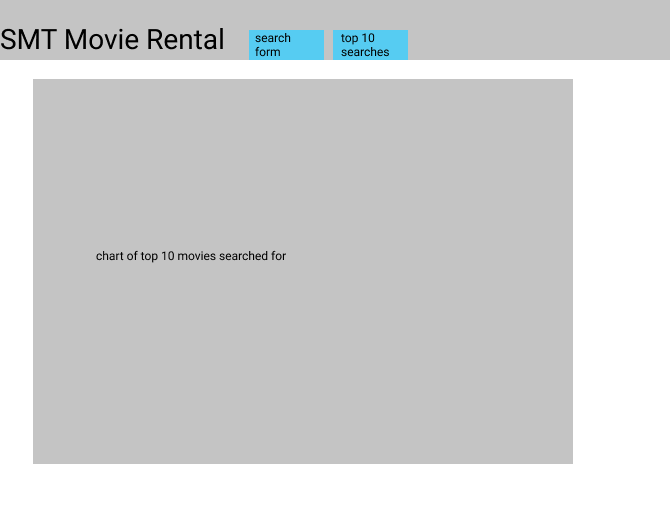 SMT Movie Rental
search
form
top 10
searches
chart of top 10 movies searched for